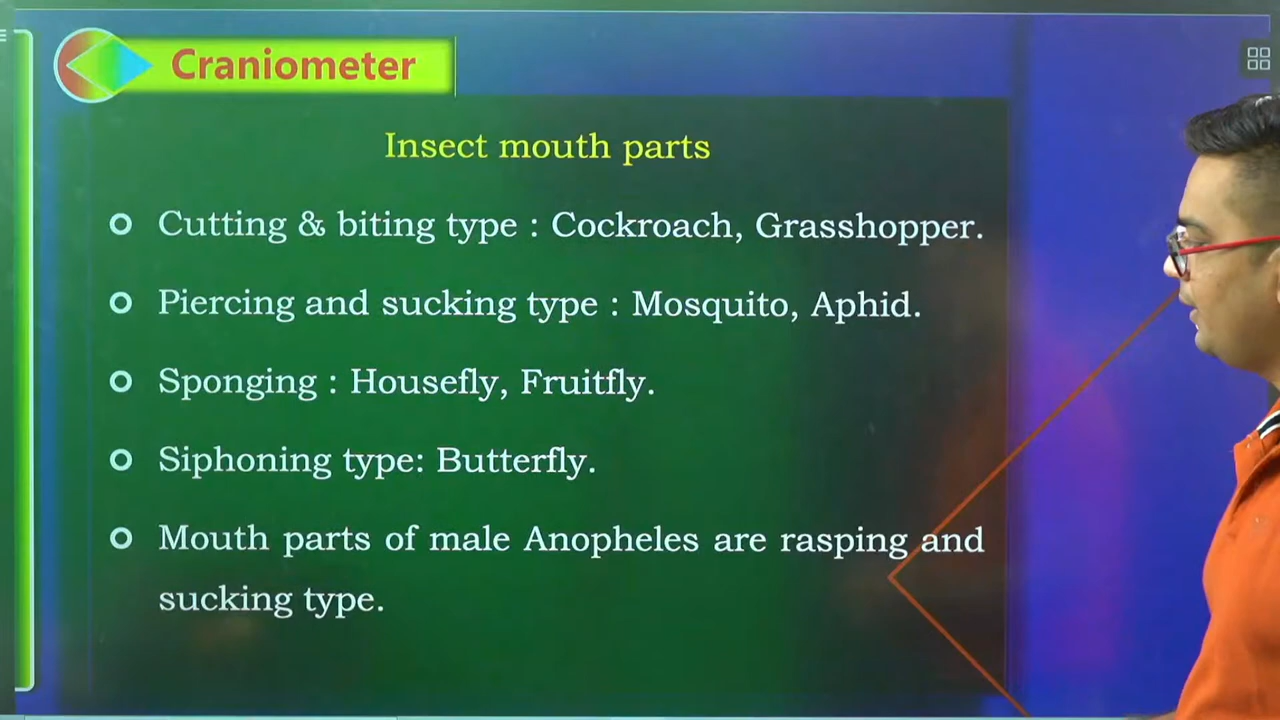 Craniometer
Insect mouth parts
Cutting & biting type : Cockroach, Grasshopper.
Piercing and sucking type : Mosquito, Aphid.
Sponging : Housefly, Fruitfly.
Siphoning type: Butterfly.
Mouth parts of male Anopheles are rasping and
sucking type.